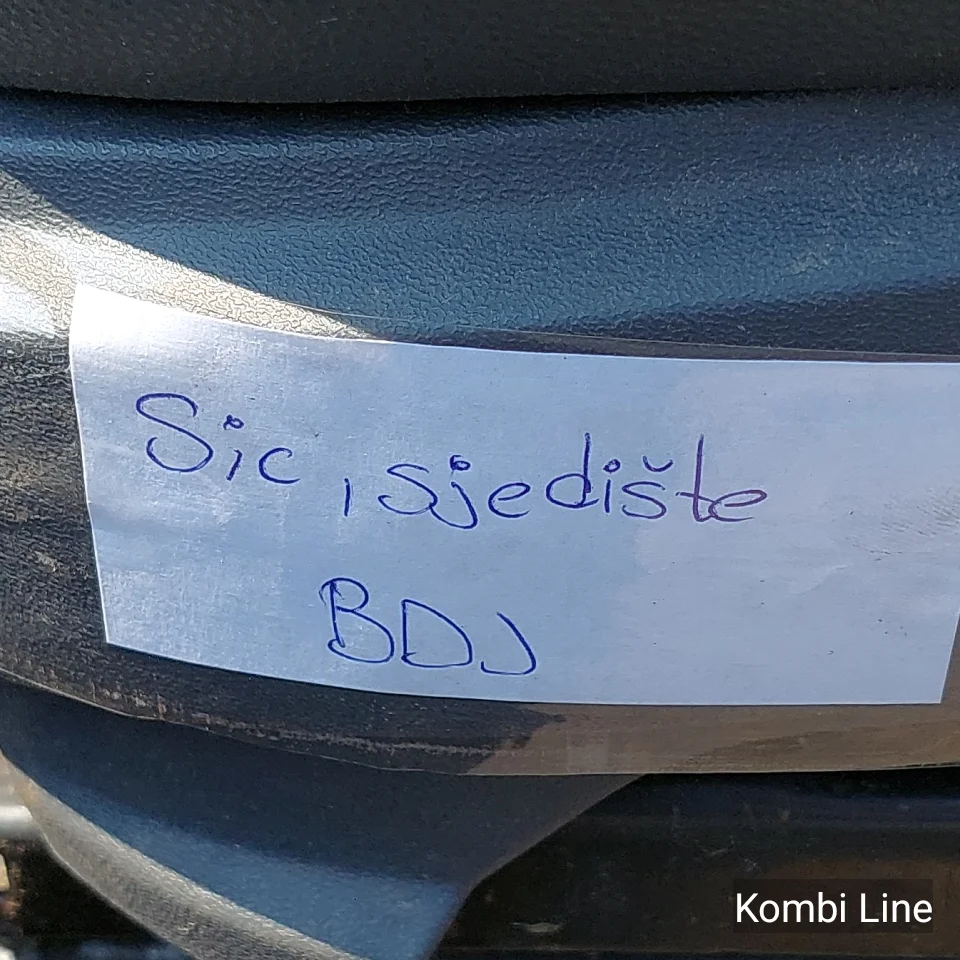 Sic, sjedište
BDJ
Kombi Line